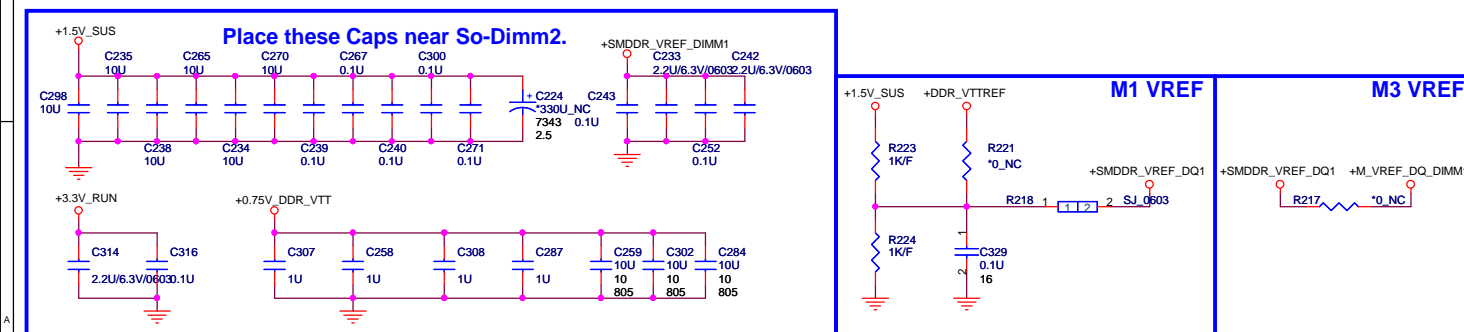 Place these Caps near So-Dimm2.
+1.5V_SUS
C298
10U
C235
10U
C238
10U
C265
10U
C234
10U
C270
10U
C239
0.1U
C267
0.1U
C240
0.1U
C300
0.1U
C271
0.1U
+
C224
*330U_NC
7343
2.5
+SMDDR_VREF_DIMM1
C243
0.1U
C233
2.2U/6.3V/0603
C252
0.1U
C242
2.2U/6.3V/0603
+3.3V_RUN
C314
2.2U/6.3V/0603
C316
0.1U
+0.75V_DDR_VTT
C307
1U
C258
1U
C308
1U
C287
1U
C259
10U
10
805
C302
10U
10
805
C284
10U
10
805
M1 VREF
+1.5V_SUS
+DDR_VTTREF
R223
1K/F
R221
*0_NC
+SMDDR_VREF_DQ1
R218
1
1 2
2
SJ_0603
R224
1K/F
1
C329
0.1U
16
2
M3 VREF
+SMDDR_VREF_DQ1
+M_VREF_DQ_DIMM1
R217
*0_NC
A